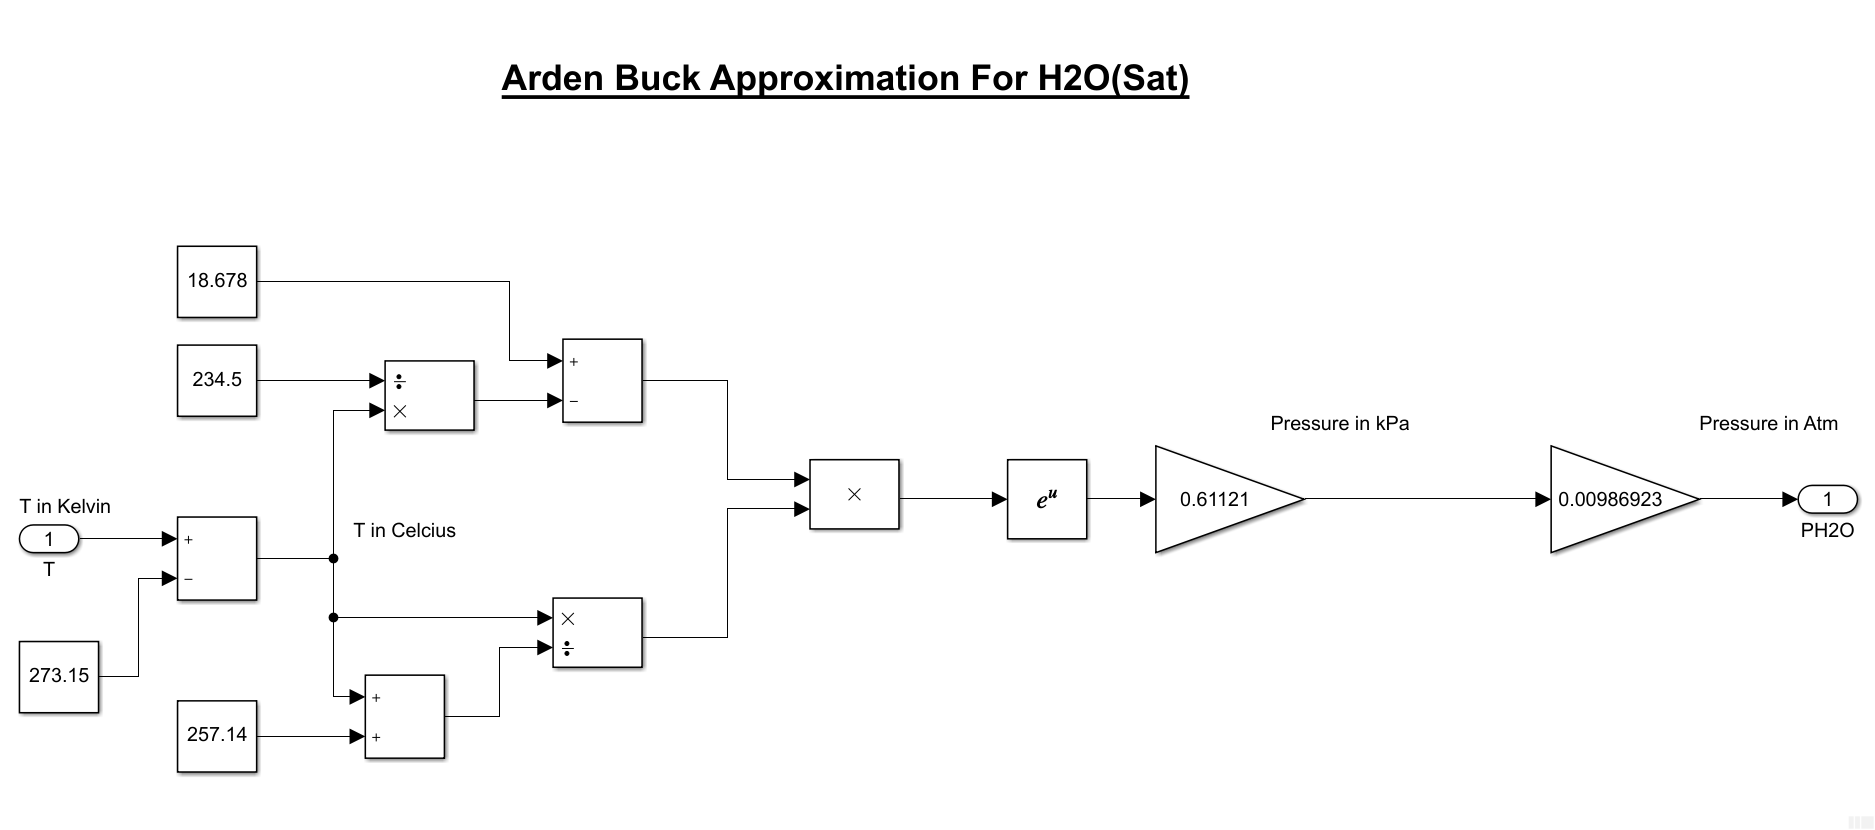 Arden Buck Approximation For H2O(Sat)
18.678
234.5
÷
×
+
−
T in Kelvin
1
T
+
−
273.15
T in Celcius
257.14
+
+
×
÷
×
e^u
0.61121
Pressure in kPa
0.00986923
Pressure in Atm
1
PH2O